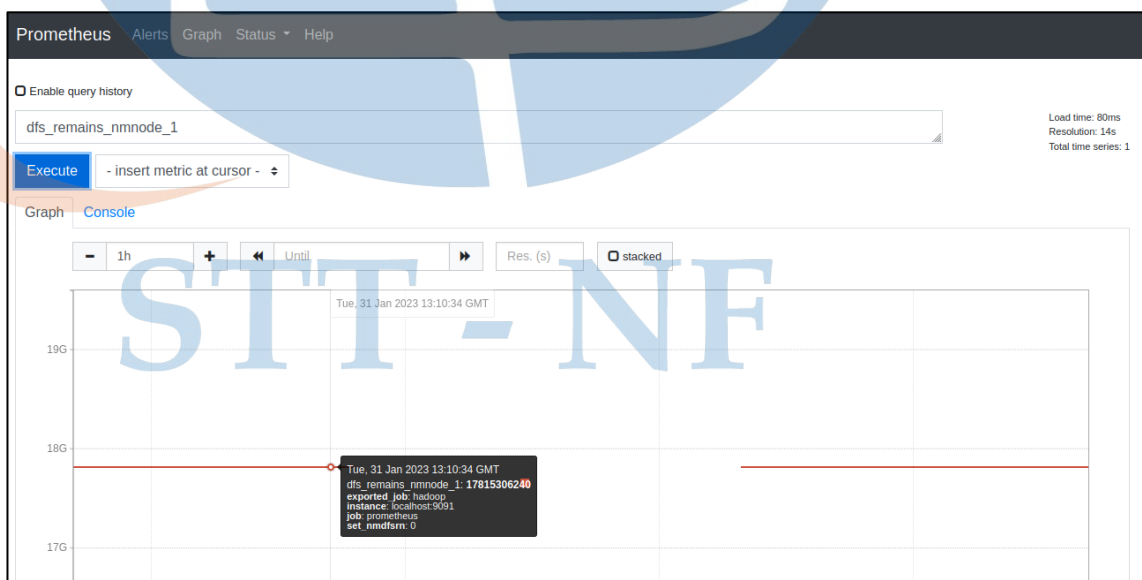 Prometheus Alerts Graph Status Help
Enable query history
dfs_remains_nmnode_1
Load time: 80ms
Resolution: 14s
Total time series: 1
Execute - insert metric at cursor -
Graph Console
- 1h + Until Res. (s) stacked
STT - NF
Tue, 31 Jan 2023 13:10:34 GMT
19G
18G
Tue, 31 Jan 2023 13:10:34 GMT
dfs_remains_nmnode_1: 17815306240
exported_job: hadoop
instance: localhost:9091
job: prometheus
set_nmdfsrn: 0
17G